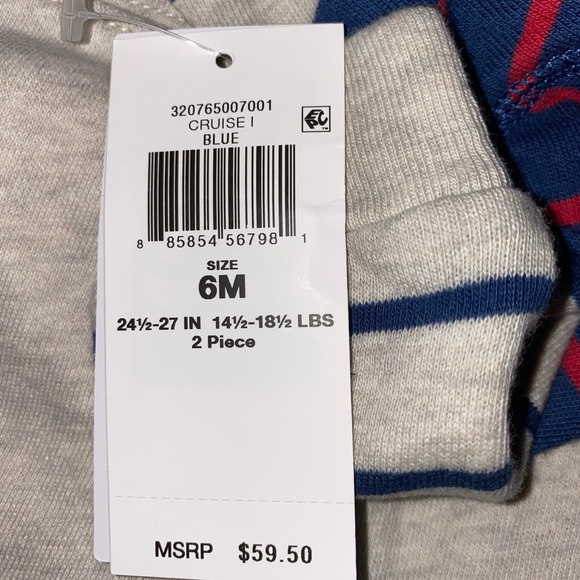 320765007001
CRUISE I
BLUE
8 85854 56798 1
SIZE
6M
24½-27 IN 14½-18½ LBS
2 Piece
MSRP $59.50